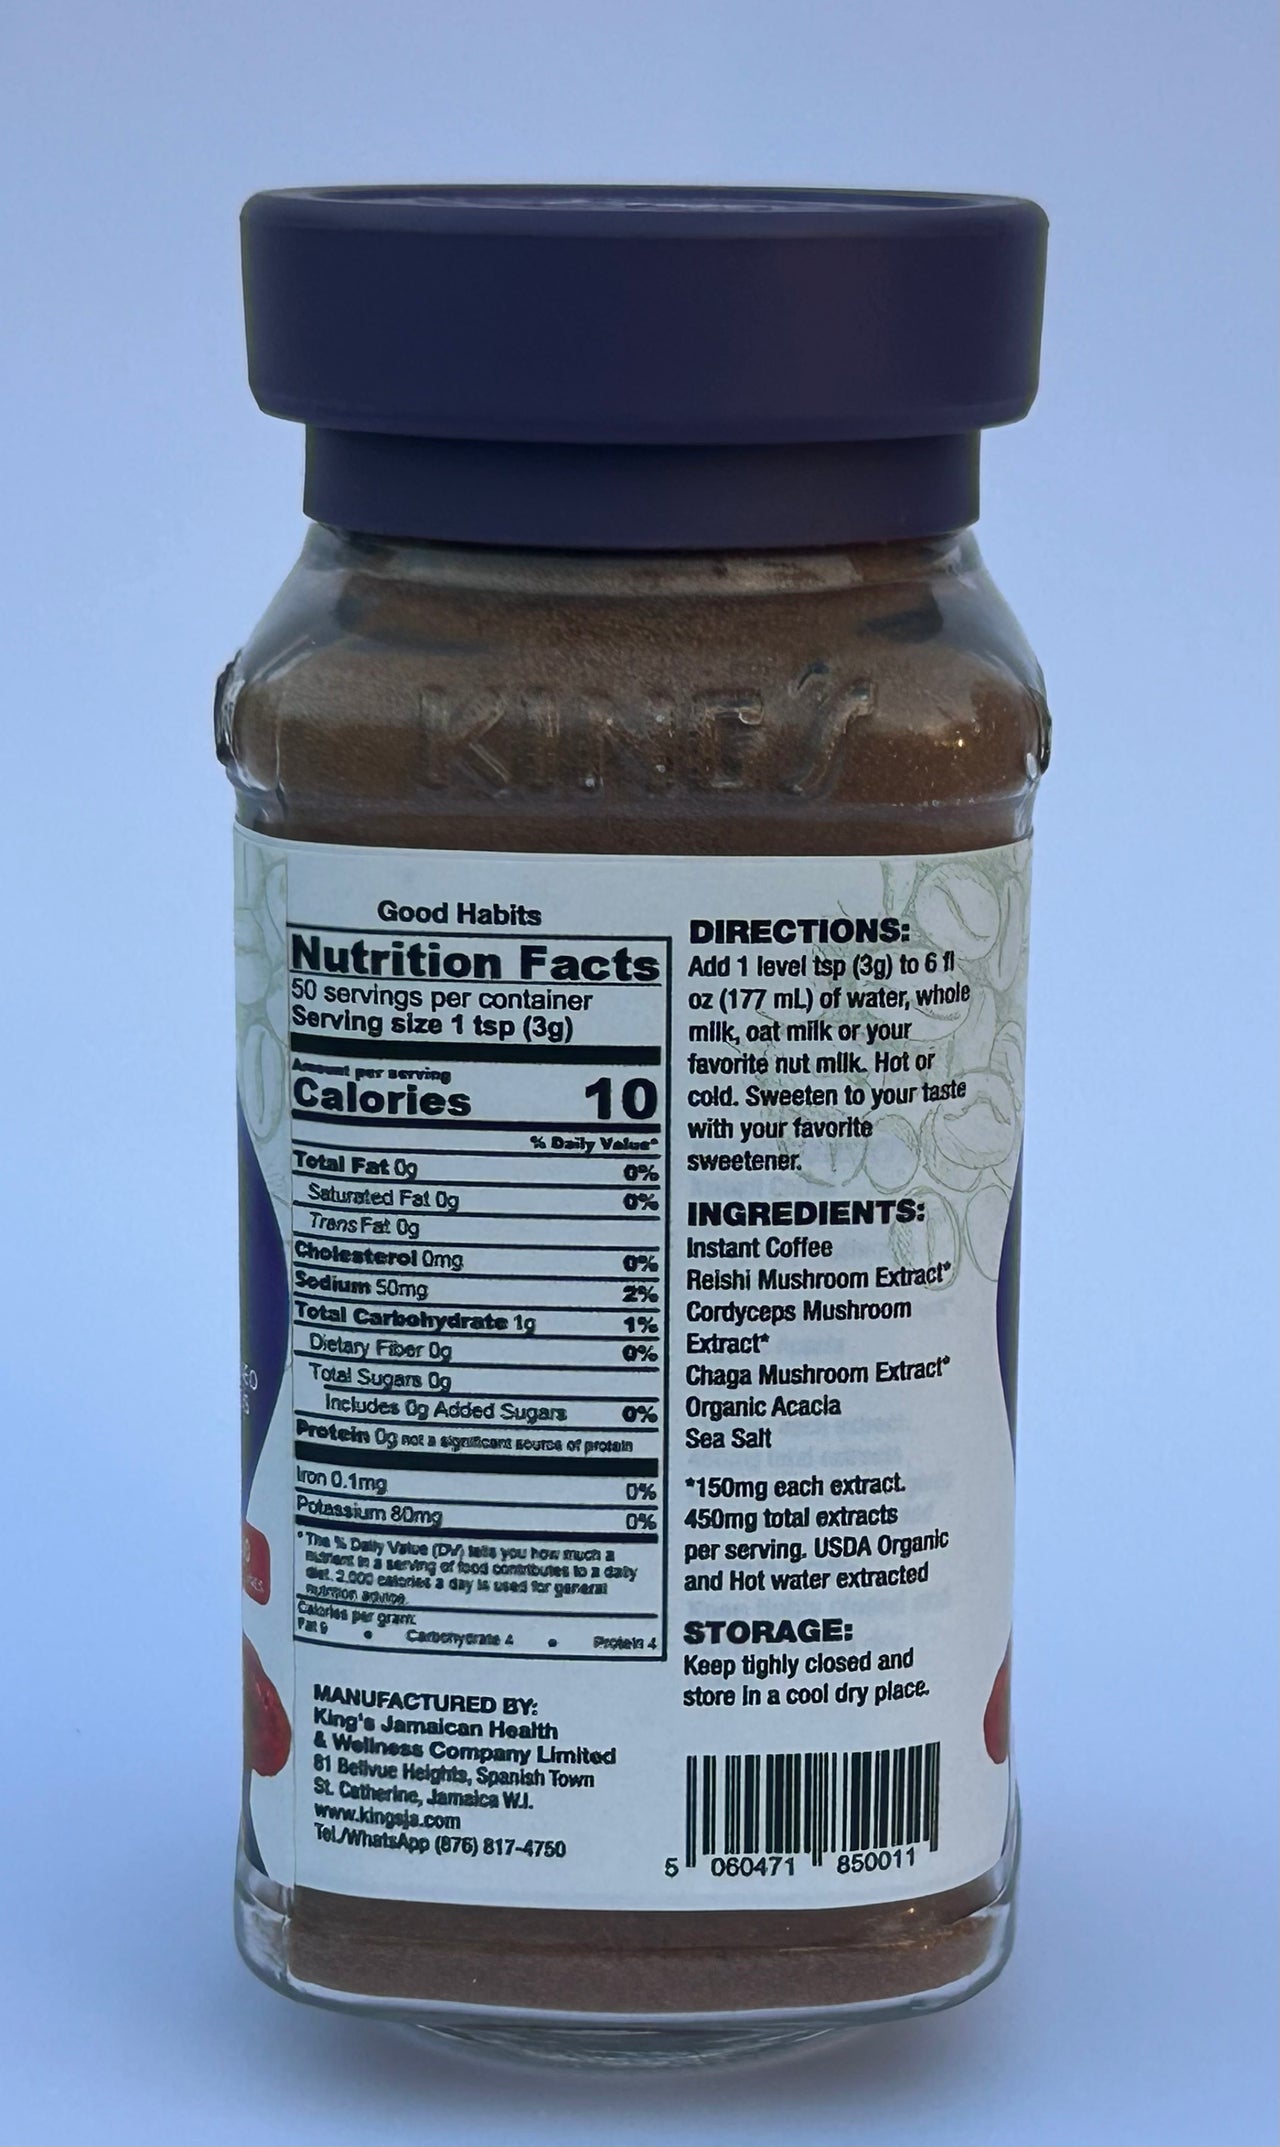 KING'S
Good Habits
Nutrition Facts
50 servings per container
Serving size 1 tsp (3g)
Amount per serving
Calories 10
% Daily Value*
Total Fat 0g 0%
Saturated Fat 0g 0%
Trans Fat 0g
Cholesterol 0mg 0%
Sodium 50mg 2%
Total Carbohydrate 1g 1%
Dietary Fiber 0g 0%
Total Sugars 0g
Includes 0g Added Sugars 0%
Protein 0g not a significant source of protein
Iron 0.1mg 0%
Potassium 80mg 0%
* The % Daily Value (DV) tells you how much a
nutrient in a serving of food contributes to a daily
diet. 2,000 calories a day is used for general
nutrition advice.
Calories per gram:
Fat 9 • Carbohydrate 4 • Protein 4
MANUFACTURED BY:
King's Jamaican Health
& Wellness Company Limited
81 Bellvue Heights, Spanish Town
St. Catherine, Jamaica W.I.
www.kingsja.com
Tel./WhatsApp (876) 817-4750
DIRECTIONS:
Add 1 level tsp (3g) to 6 fl
oz (177 mL) of water, whole
milk, oat milk or your
favorite nut milk. Hot or
cold. Sweeten to your taste
with your favorite
sweetener.
INGREDIENTS:
Instant Coffee
Reishi Mushroom Extract*
Cordyceps Mushroom
Extract*
Chaga Mushroom Extract*
Organic Acacia
Sea Salt
*150mg each extract.
450mg total extracts
per serving. USDA Organic
and Hot water extracted
STORAGE:
Keep tighly closed and
store in a cool dry place.
5 060471 850011